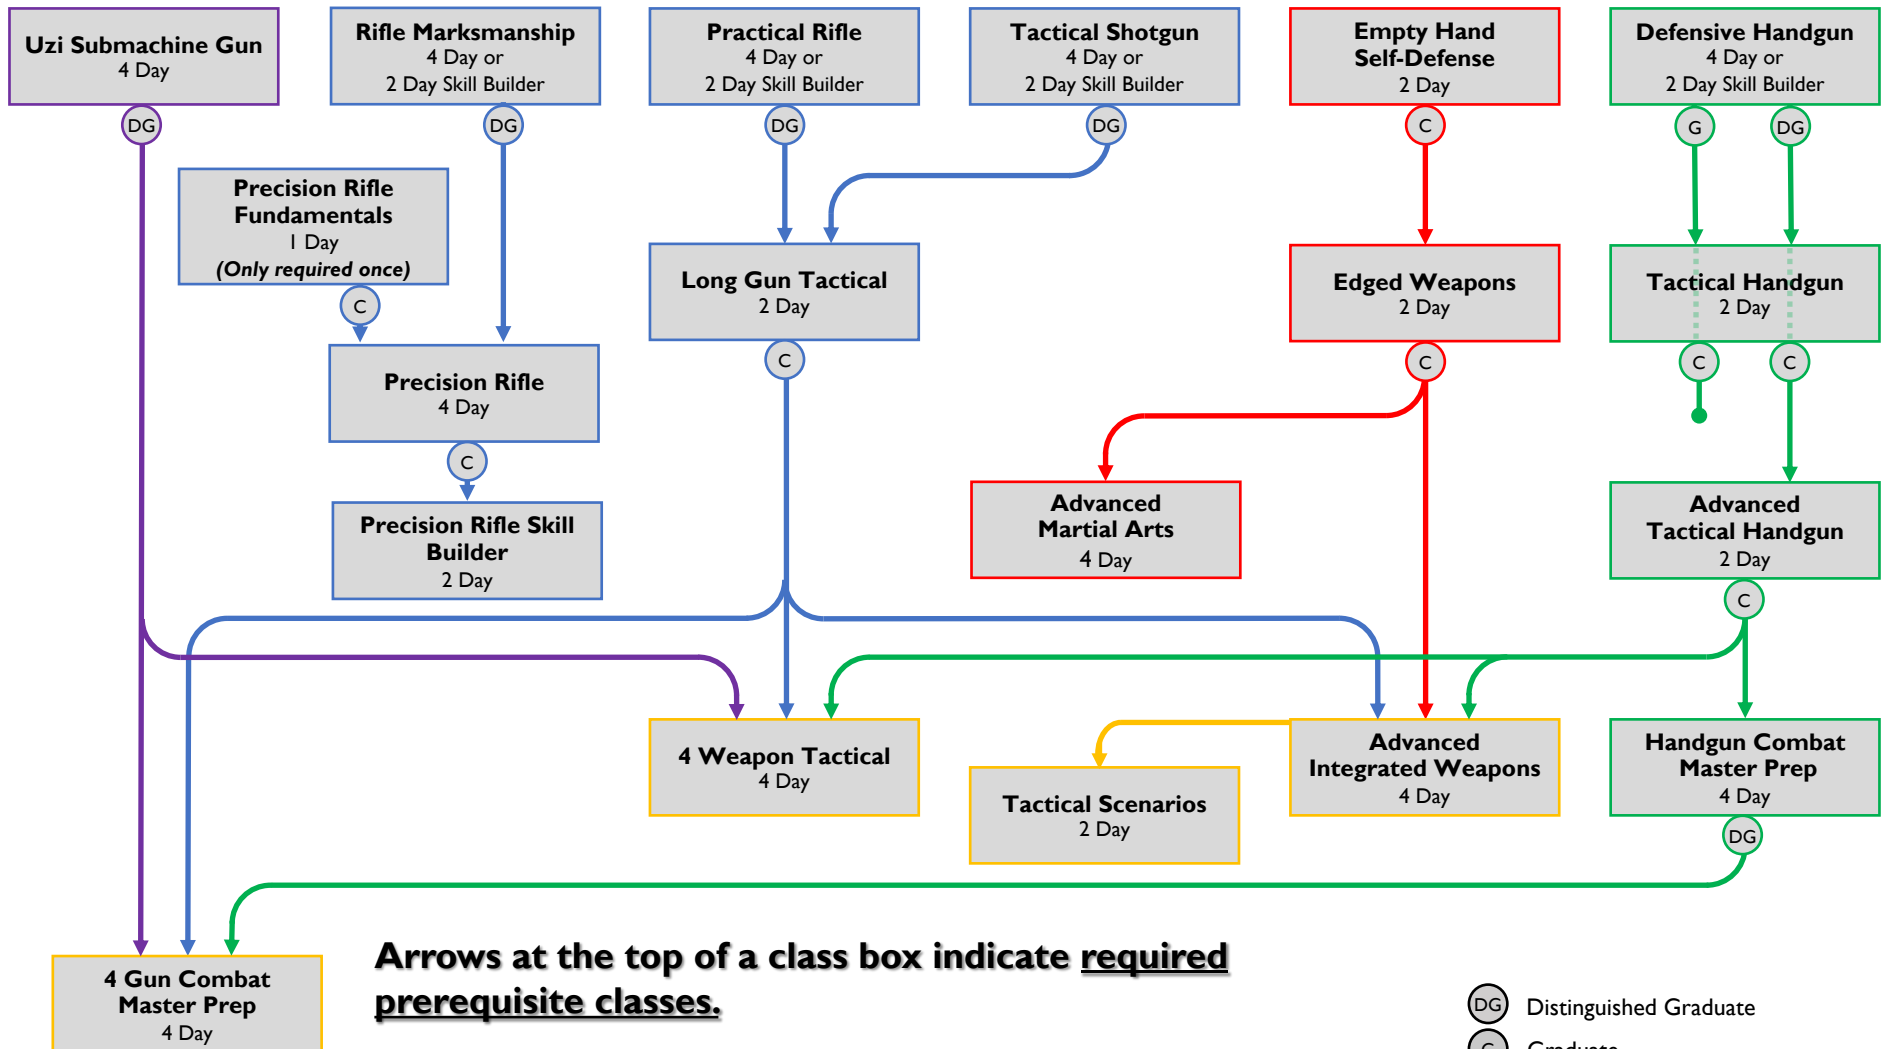 Uzi Submachine Gun
4 Day
Rifle Marksmanship
4 Day or
2 Day Skill Builder
Practical Rifle
4 Day or
2 Day Skill Builder
Tactical Shotgun
4 Day or
2 Day Skill Builder
Empty Hand
Self-Defense
2 Day
Defensive Handgun
4 Day or
2 Day Skill Builder
DG
DG
DG
DG
C
G
DG
Precision Rifle
Fundamentals
1 Day
(Only required once)
C
Long Gun Tactical
2 Day
C
Edged Weapons
2 Day
C
Tactical Handgun
2 Day
C
C
Precision Rifle
4 Day
C
Precision Rifle Skill
Builder
2 Day
Advanced
Martial Arts
4 Day
Advanced
Tactical Handgun
2 Day
C
4 Weapon Tactical
4 Day
Tactical Scenarios
2 Day
Advanced
Integrated Weapons
4 Day
Handgun Combat
Master Prep
4 Day
DG
4 Gun Combat
Master Prep
4 Day
Arrows at the top of a class box indicate required
prerequisite classes.
DG Distinguished Graduate
Graduate